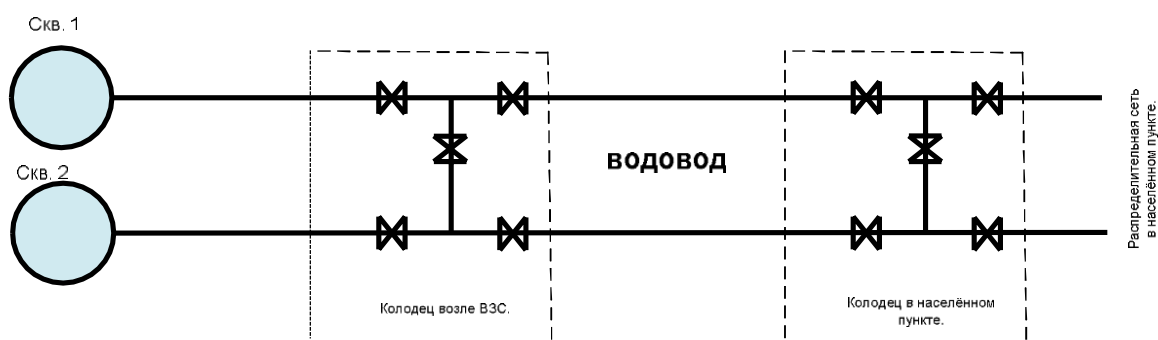 Скв. 1
Скв. 2
водовод
Колодец возле ВЗС.
Колодец в населённом
пункте.
Распределительная сеть
в населённом пункте.